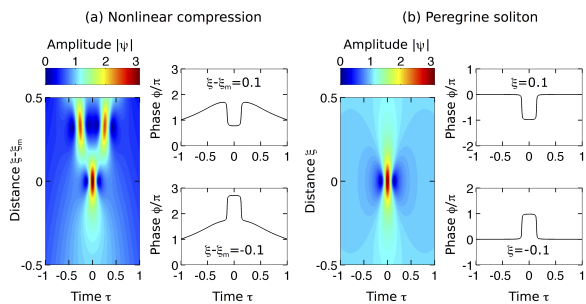 (a) Nonlinear compression
Amplitude |ψ|
0 1 2 3
Distance ξ-ξm
0.5
0
-0.5
-1 -0.5 0 0.5 1
Time τ
Phase ϕ/π
3
2
1
0
ξ-ξm=0.1
-1 -0.5 0 0.5 1
Phase ϕ/π
3
2
1
0
ξ-ξm=-0.1
-1 -0.5 0 0.5 1
Time τ
(b) Peregrine soliton
Amplitude |ψ|
0 1 2 3
Distance ξ
0.5
0
-0.5
-1 -0.5 0 0.5 1
Time τ
Phase ϕ/π
1
0
-1
-2
ξ=0.1
-1 -0.5 0 0.5 1
Phase ϕ/π
2
1
0
-1
ξ=-0.1
-1 -0.5 0 0.5 1
Time τ